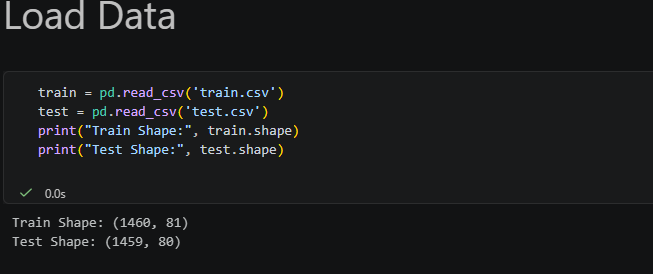 Load Data
train = pd.read_csv('train.csv')
test = pd.read_csv('test.csv')
print("Train Shape:", train.shape)
print("Test Shape:", test.shape)
0.0s
Train Shape: (1460, 81)
Test Shape: (1459, 80)